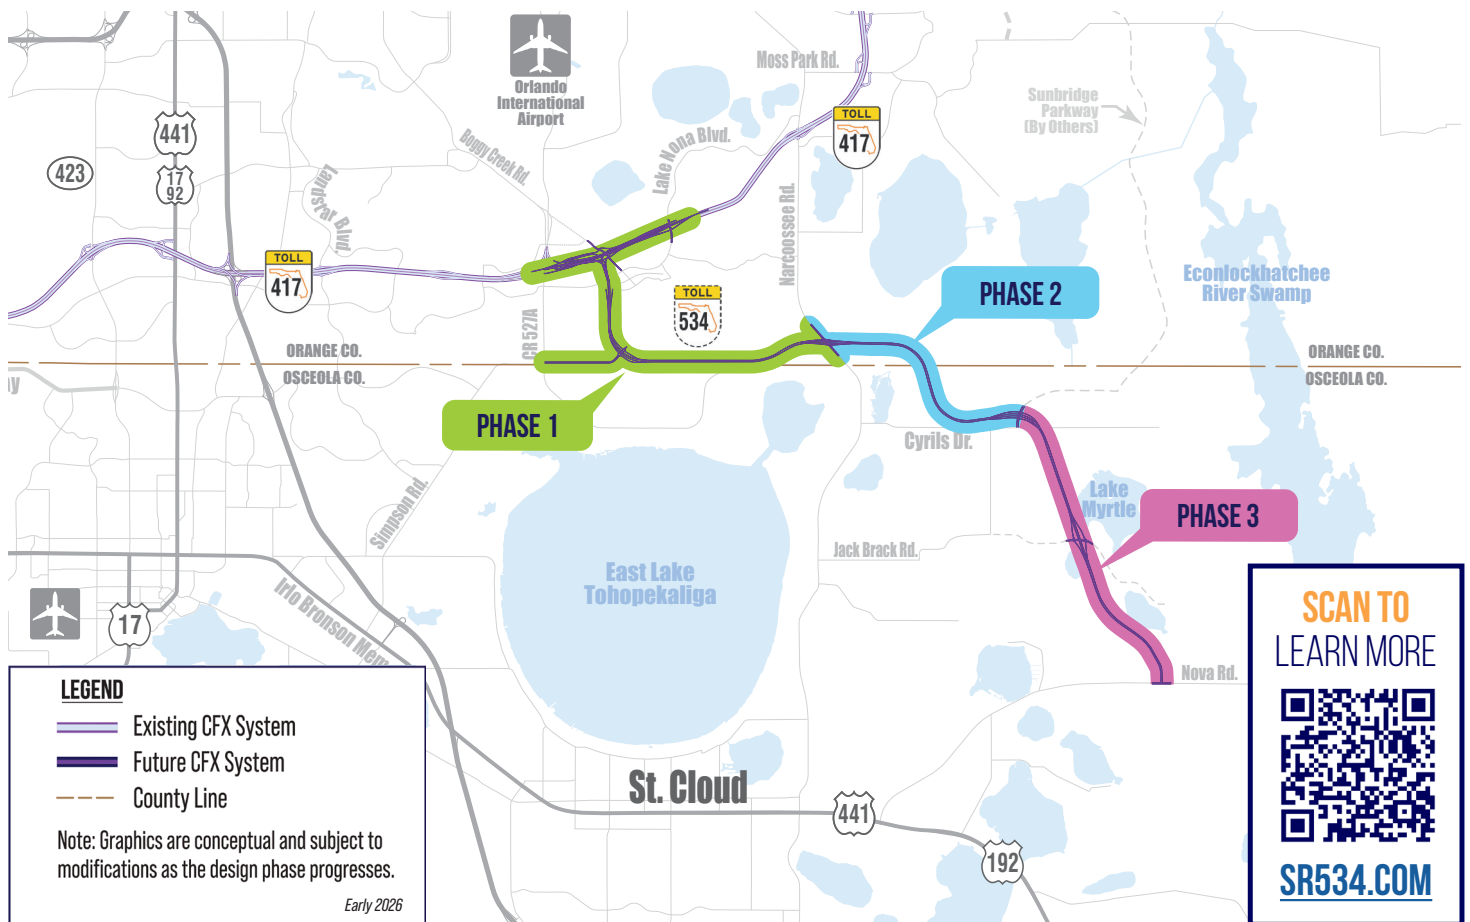 Orlando
International
Airport
Moss Park Rd.
Sunbridge
Parkway
(By Others)
441
17
92
423
Boggy Creek Rd.
Lake Nona Blvd.
TOLL
417
Landstar Blvd
Narcoossee Rd.
TOLL
417
TOLL
534
CR 527A
PHASE 2
Econlockhatchee
River Swamp
ORANGE CO.
OSCEOLA CO.
ORANGE CO.
OSCEOLA CO.
PHASE 1
Cyrils Dr.
Simpson Rd.
Lake
Myrtle
PHASE 3
Jack Brack Rd.
East Lake
Tohopekaliga
17
Irlo Bronson Mem
Nova Rd.
St. Cloud
441
192
LEGEND
Existing CFX System
Future CFX System
County Line
Note: Graphics are conceptual and subject to
modifications as the design phase progresses.
Early 2026
SCAN TO
LEARN MORE
SR534.COM